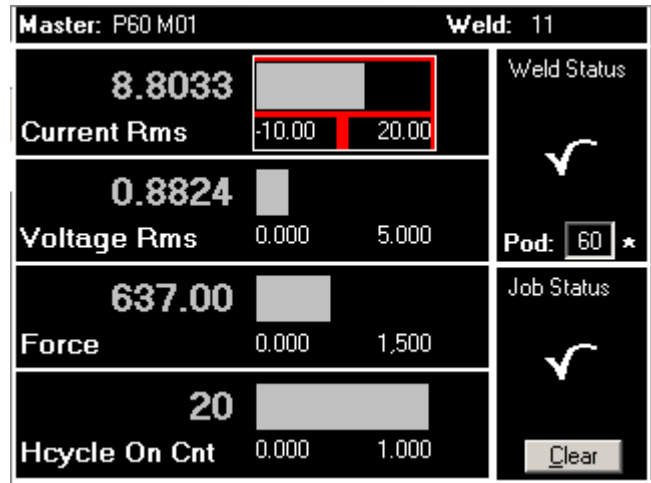 Master: P60 M01 Weld: 11
8.8033
Current Rms -10.00 20.00
Weld Status
0.8824
Voltage Rms 0.000 5.000
Pod: 60 *
637.00
Force 0.000 1,500
Job Status
20
Hcycle On Cnt 0.000 1.000
Clear